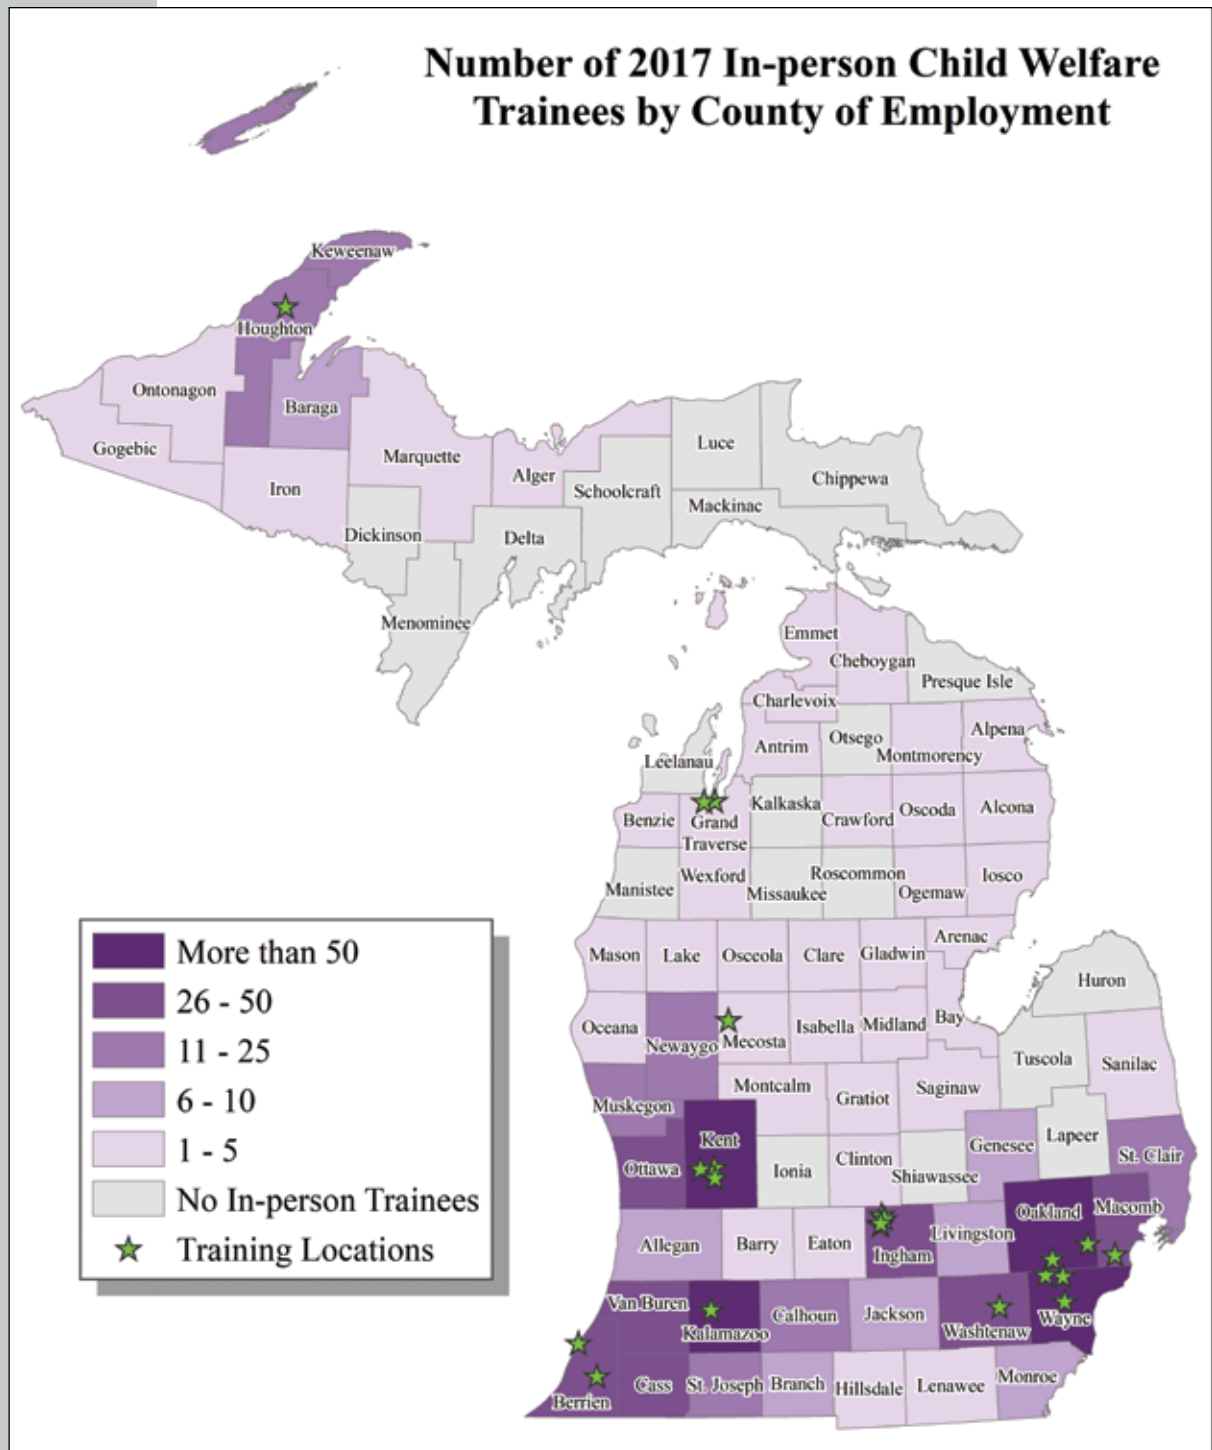 Number of 2017 In-person Child Welfare
Trainees by County of Employment
Keweenaw
Houghton
Ontonagon
Baraga
Gogebic
Marquette
Iron
Alger
Luce
Schoolcraft
Chippewa
Mackinac
Dickinson
Delta
Menominee
Emmet
Cheboygan
Presque Isle
Charlevoix
Antrim
Otsego
Montmorency
Alpena
Leelanau
Benzie
Grand
Traverse
Kalkaska
Crawford
Oscoda
Alcona
Manistee
Wexford
Missaukee
Roscommon
Ogemaw
Iosco
Mason
Lake
Osceola
Clare
Gladwin
Arenac
Huron
Oceana
Newaygo
Mecosta
Isabella
Midland
Bay
Tuscola
Sanilac
Muskegon
Montcalm
Gratiot
Saginaw
Kent
Ottawa
Ionia
Clinton
Shiawassee
Genesee
Lapeer
St. Clair
Allegan
Barry
Eaton
Ingham
Livingston
Oakland
Macomb
Van Buren
Kalamazoo
Calhoun
Jackson
Washtenaw
Wayne
Berrien
Cass
St. Joseph
Branch
Hillsdale
Lenawee
Monroe
More than 50
26 - 50
11 - 25
6 - 10
1 - 5
No In-person Trainees
Training Locations